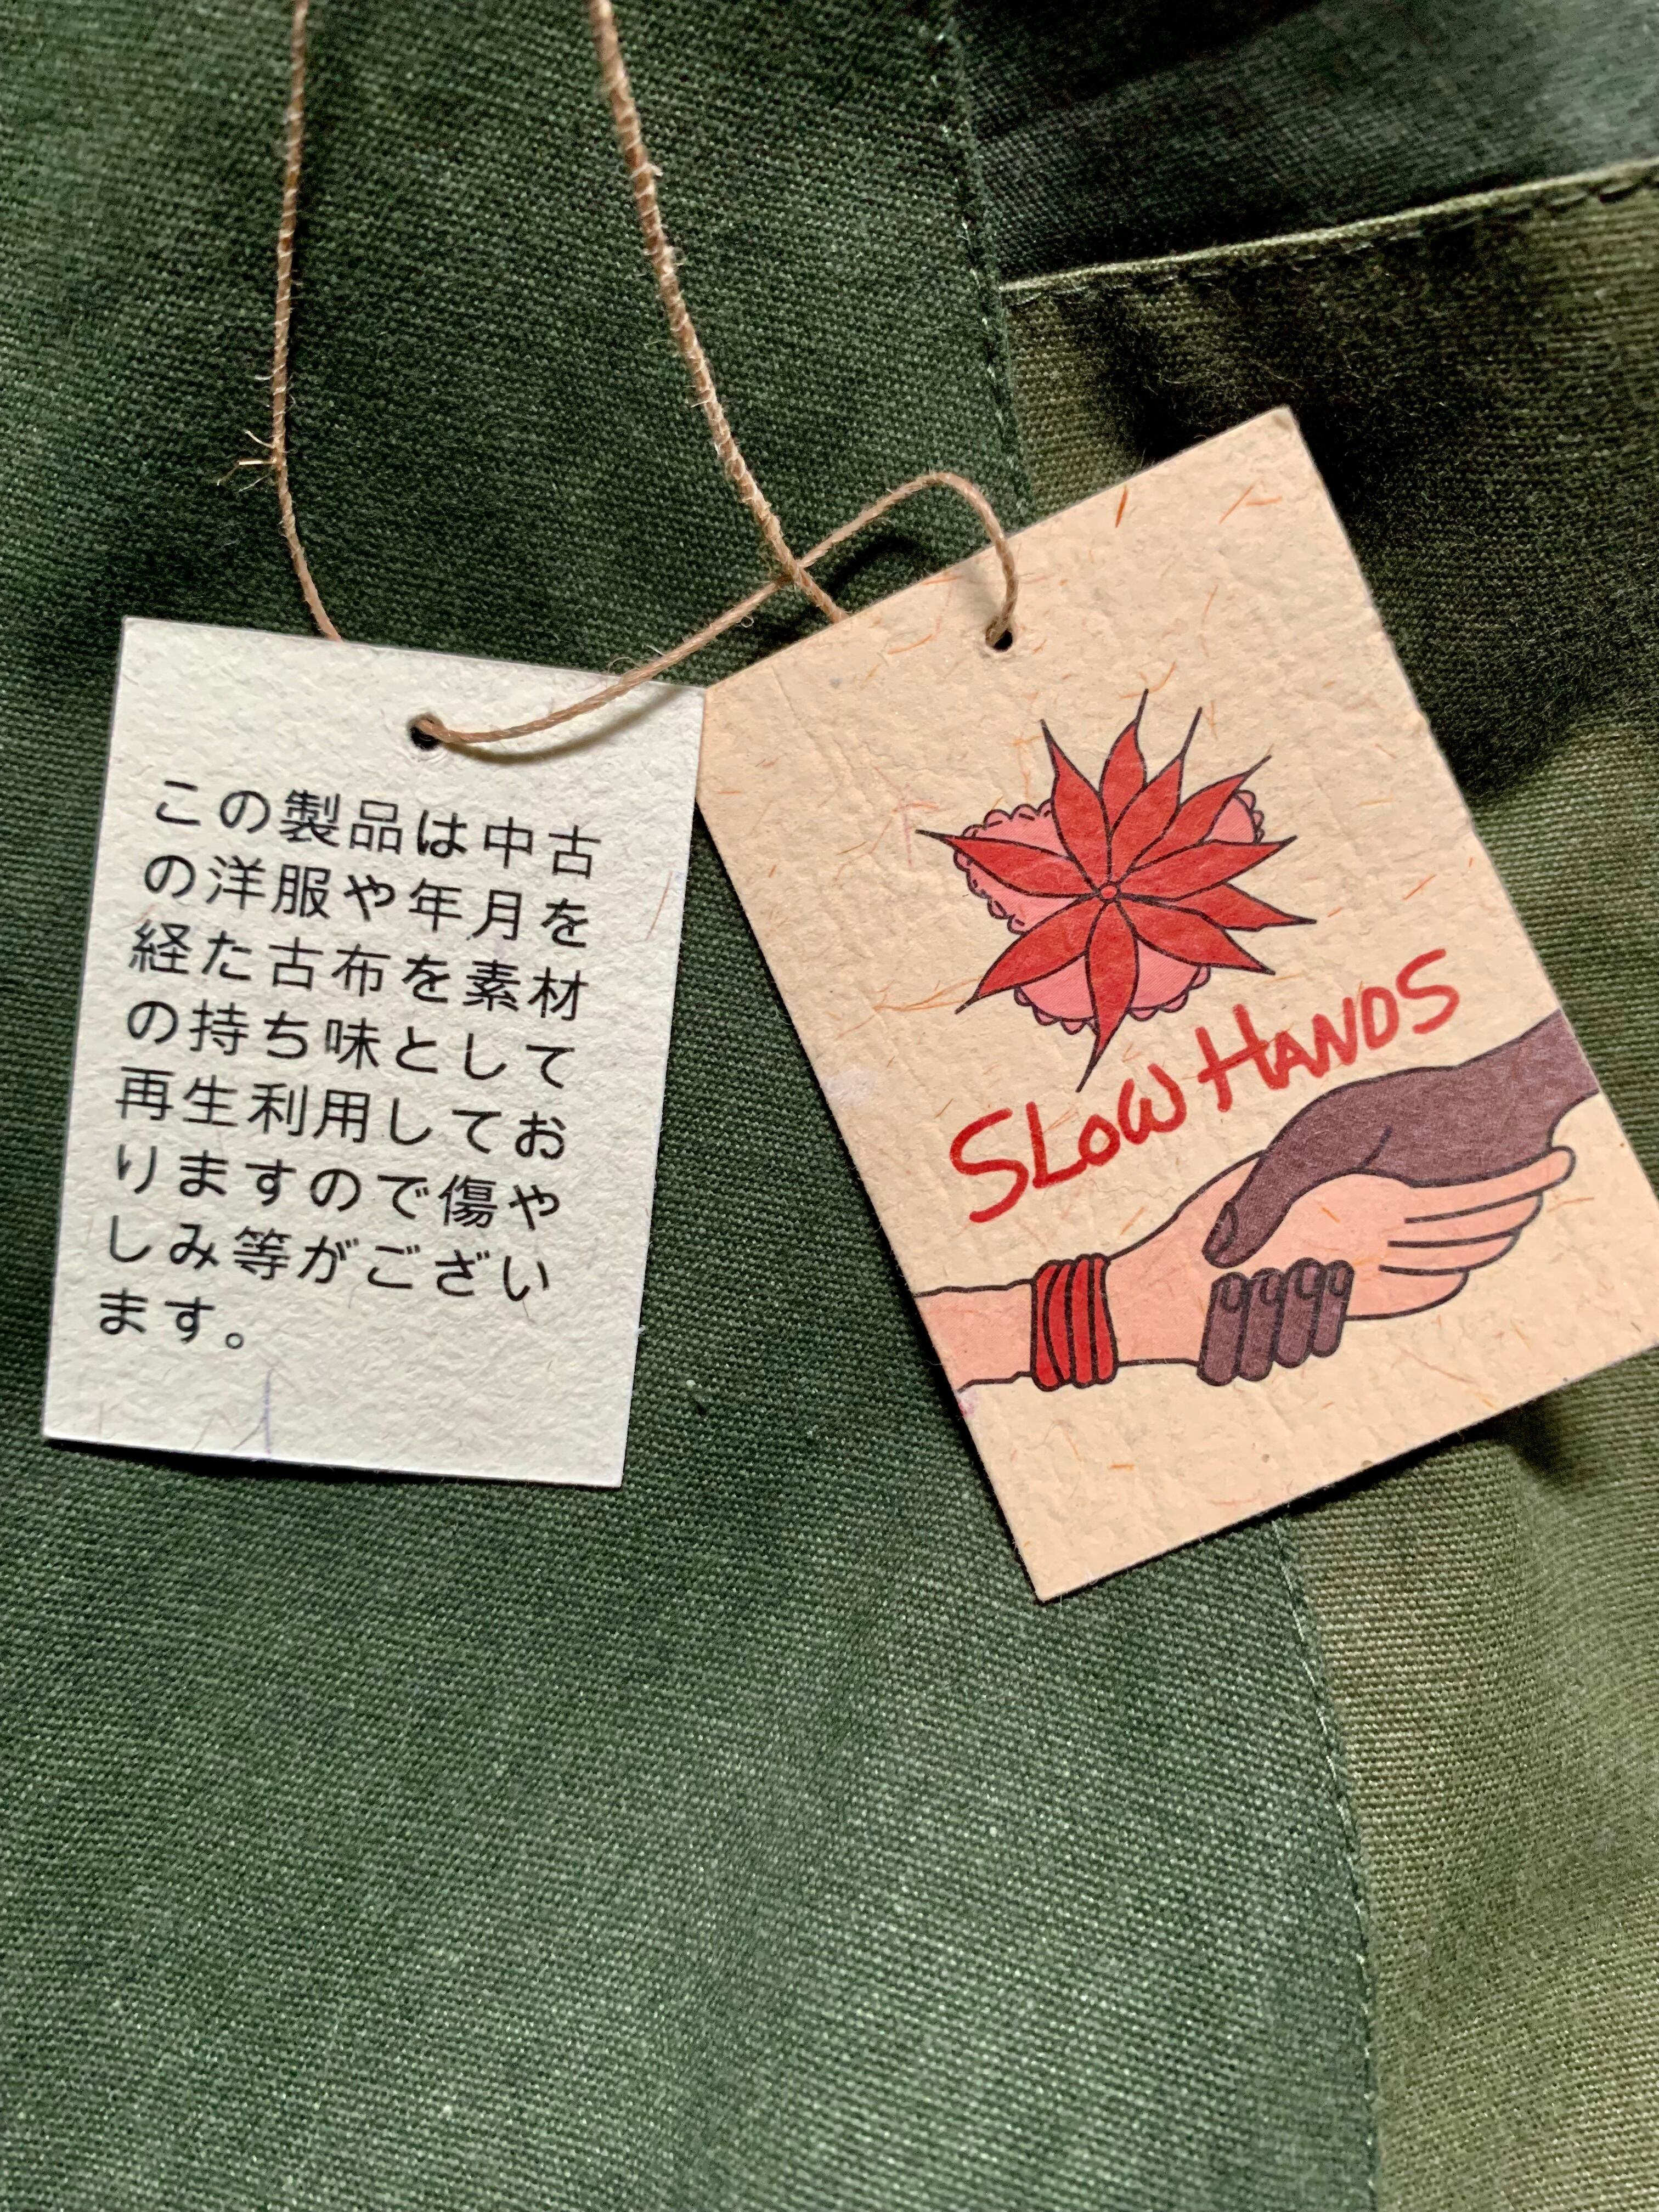 この製品は中古
の洋服や年月を
経た古布を素材
の持ち味として
再生利用してお
りますので傷や
しみ等がござい
ます。
SLOW HANDS